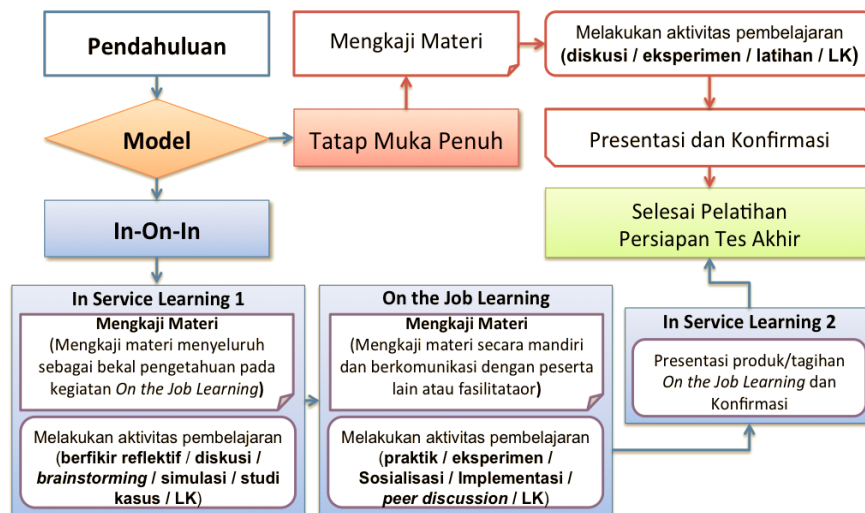 Pendahuluan
Model
Tatap Muka Penuh
Mengkaji Materi
Melakukan aktivitas pembelajaran
(diskusi / eksperimen / latihan / LK)
Presentasi dan Konfirmasi
Selesai Pelatihan
Persiapan Tes Akhir
In-On-In
In Service Learning 1
Mengkaji Materi
(Mengkaji materi menyeluruh
sebagai bekal pengetahuan pada
kegiatan On the Job Learning)
Melakukan aktivitas pembelajaran
(berfikir reflektif / diskusi /
brainstorming / simulasi / studi
kasus / LK)
On the Job Learning
Mengkaji Materi
(Mengkaji materi secara mandiri
dan berkomunikasi dengan peserta
lain atau fasilitataor)
Melakukan aktivitas pembelajaran
(praktik / eksperimen /
Sosialisasi / Implementasi /
peer discussion / LK)
In Service Learning 2
Presentasi produk/tagihan
On the Job Learning dan
Konfirmasi